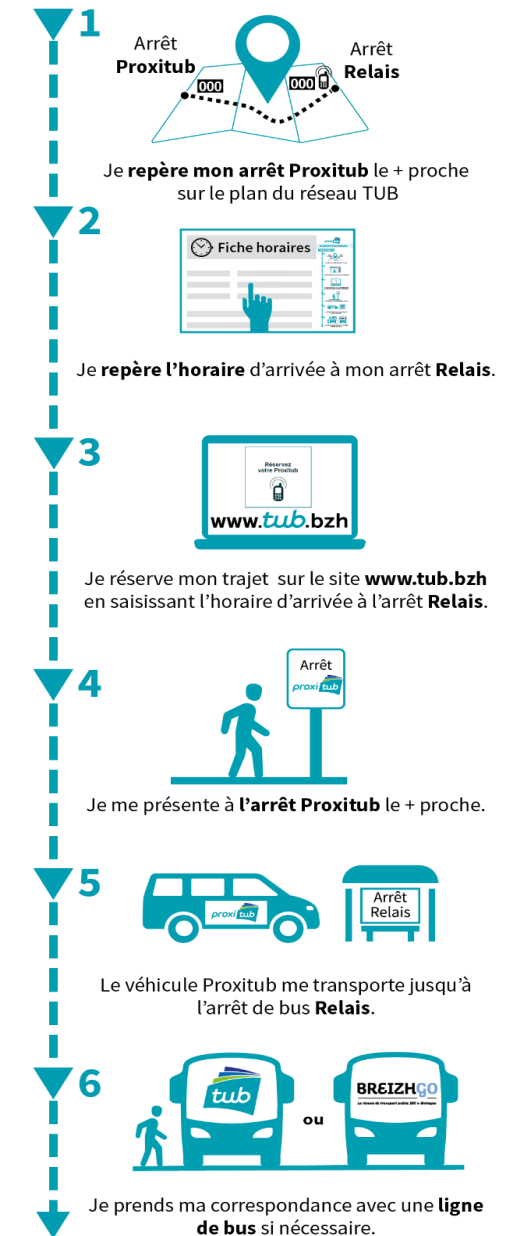 1
Arrêt
Proxitub
Arrêt
Relais
000
000
Je repère mon arrêt Proxitub le + proche
sur le plan du réseau TUB
2
Fiche horaires
Je repère l’horaire d’arrivée à mon arrêt Relais.
3
Réservez
votre Proxitub
www.tub.bzh
Je réserve mon trajet sur le site www.tub.bzh
en saisissant l’horaire d’arrivée à l’arrêt Relais.
4
Arrêt
proxitub
Je me présente à l’arrêt Proxitub le + proche.
5
proxitub
Arrêt
Relais
Le véhicule Proxitub me transporte jusqu’à
l’arrêt de bus Relais.
6
tub
ou
BREIZHGO
Je prends ma correspondance avec une ligne
de bus si nécessaire.